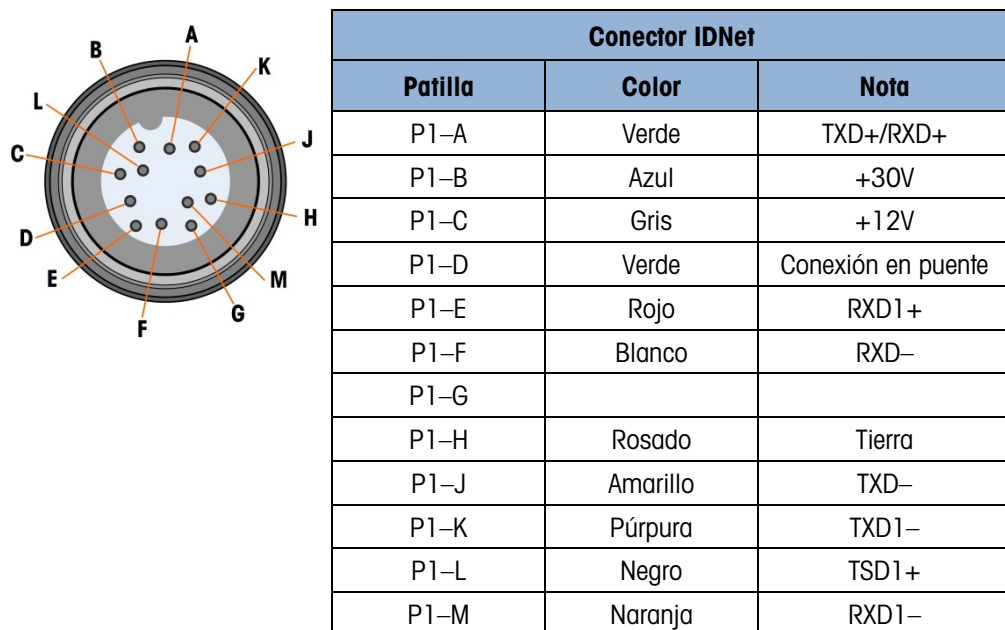 A
B
K
L
J
C
H
D
E
M
G
F
Conector IDNet
Patilla Color Nota
P1–A Verde TXD+/RXD+
P1–B Azul +30V
P1–C Gris +12V
P1–D Verde Conexión en puente
P1–E Rojo RXD1+
P1–F Blanco RXD–
P1–G
P1–H Rosado Tierra
P1–J Amarillo TXD–
P1–K Púrpura TXD1–
P1–L Negro TSD1+
P1–M Naranja RXD1–